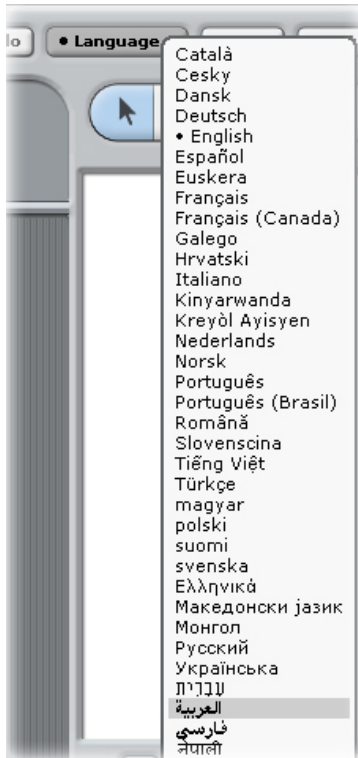 lo
• Language
Català
Cesky
Dansk
Deutsch
• English
Español
Euskera
Français
Français (Canada)
Galego
Hrvatski
Italiano
Kinyarwanda
Kreyòl Ayisyen
Nederlands
Norsk
Português
Português (Brasil)
Română
Slovenscina
Tiếng Việt
Türkçe
magyar
polski
suomi
svenska
Ελληνικά
Македонски јазик
Монгол
Русский
Українська
עִבְרִית
العربية
فارسي
नेपाली